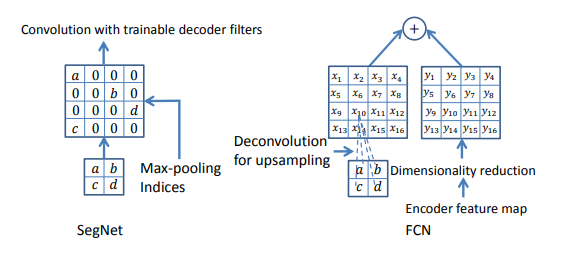 Convolution with trainable decoder filters
a 0 0 0
0 0 b 0
0 0 0 d
c 0 0 0
a b
c d
Max-pooling
Indices
SegNet
+
x₁ x₂ x₃ x₄
x₅ x₆ x₇ x₈
x₉ x₁₀ x₁₁ x₁₂
x₁₃ x₁₄ x₁₅ x₁₆
y₁ y₂ y₃ y₄
y₅ y₆ y₇ y₈
y₉ y₁₀ y₁₁ y₁₂
y₁₃ y₁₄ y₁₅ y₁₆
Deconvolution
for upsampling
a b
c d
Dimensionality reduction
Encoder feature map
FCN